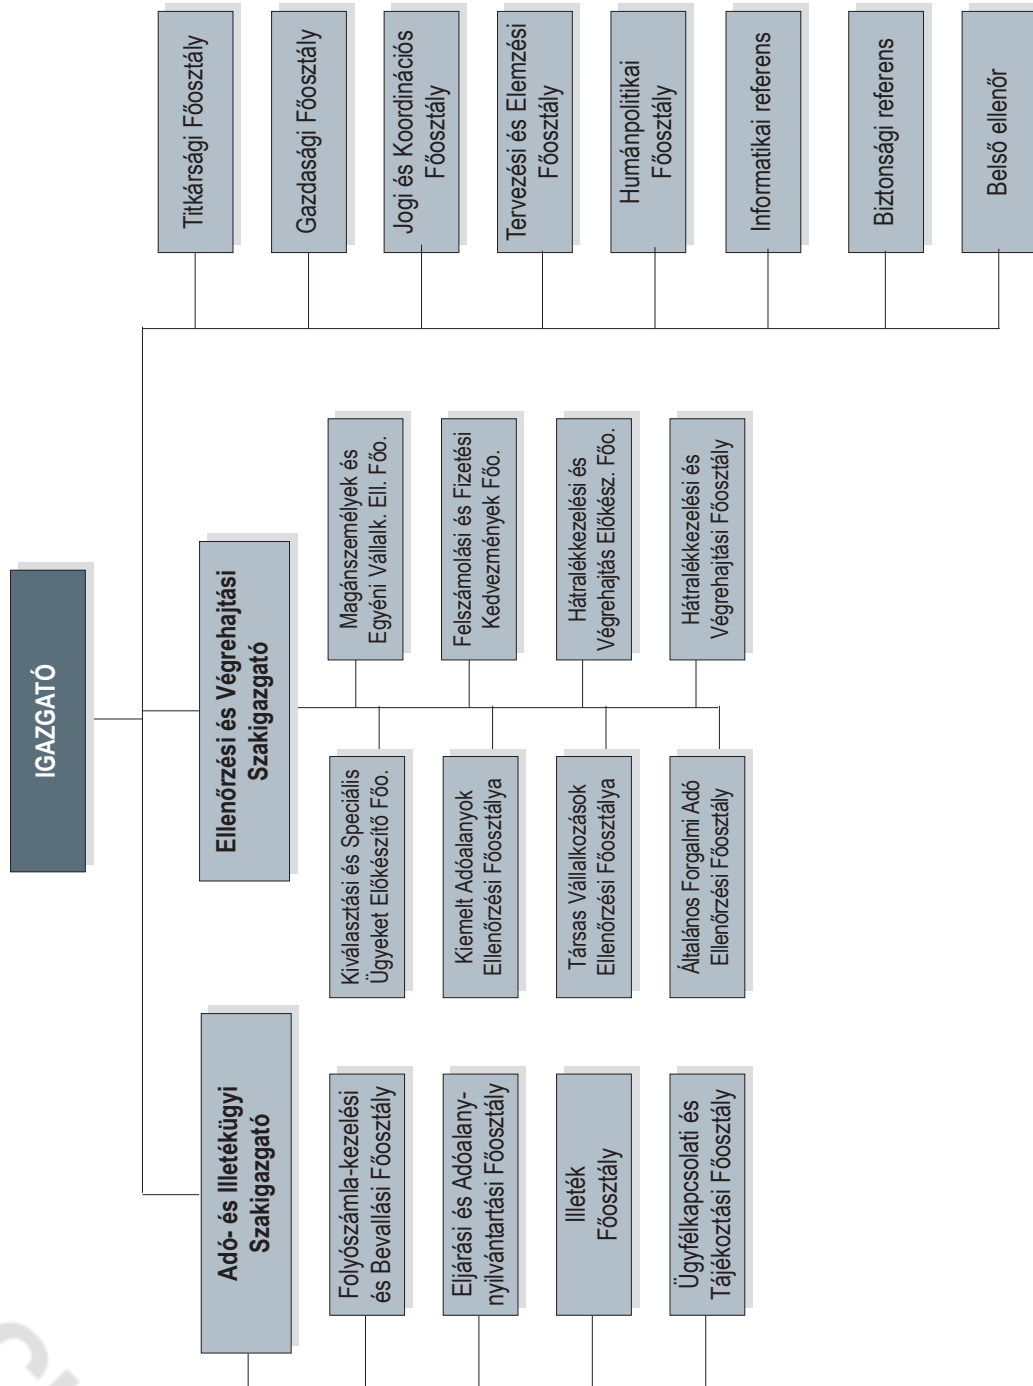 IGAZGATÓ
Adó- és Illetékügyi
Szakigazgató
Folyószámla-kezelési
és Bevallási Főosztály
Eljárási és Adóalany-
nyilvántartási Főosztály
Illeték
Főosztály
Ügyfélkapcsolati és
Tájékoztatási Főosztály
Ellenőrzési és Végrehajtási
Szakigazgató
Kiválasztási és Speciális
Ügyeket Előkészítő Főo.
Kiemelt Adóalanyok
Ellenőrzési Főosztálya
Társas Vállalkozások
Ellenőrzési Főosztálya
Általános Forgalmi Adó
Ellenőrzési Főosztály
Magánszemélyek és
Egyéni Vállalk. Ell. Főo.
Felszámolási és Fizetési
Kedvezmények Főo.
Hátralékkezelési és
Végrehajtás Előkész. Főo.
Hátralékkezelési és
Végrehajtási Főosztály
Titkársági Főosztály
Gazdasági Főosztály
Jogi és Koordinációs
Főosztály
Tervezési és Elemzési
Főosztály
Humánpolitikai
Főosztály
Informatikai referens
Biztonsági referens
Belső ellenőr